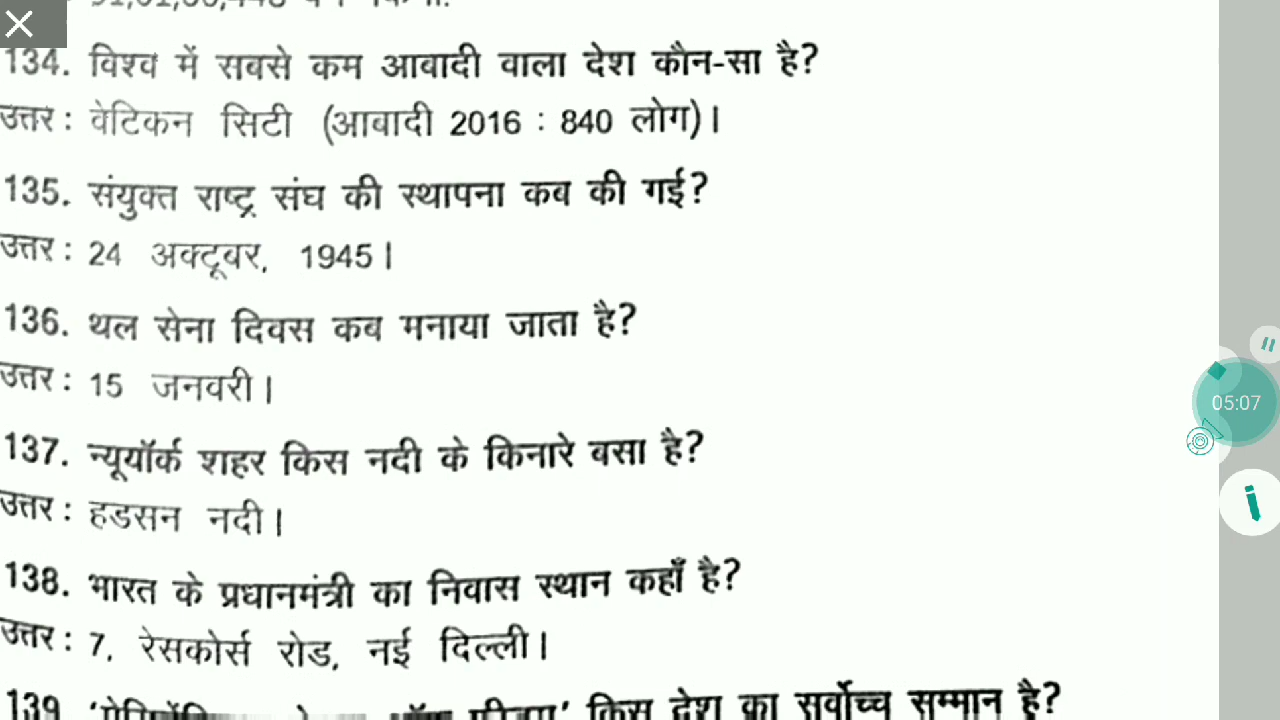 134. विश्व में सबसे कम आबादी वाला देश कौन-सा है?
उत्तर : वेटिकन सिटी (आबादी 2016 : 840 लोग)।
135. संयुक्त राष्ट्र संघ की स्थापना कब की गई?
उत्तर : 24 अक्टूबर, 1945।
136. थल सेना दिवस कब मनाया जाता है?
उत्तर : 15 जनवरी।
137. न्यूयॉर्क शहर किस नदी के किनारे बसा है?
उत्तर : हडसन नदी।
05:07
138. भारत के प्रधानमंत्री का निवास स्थान कहाँ है?
उत्तर : 7, रेसकोर्स रोड, नई दिल्ली।
139 किस देश का सर्वोच्च सम्मान है?